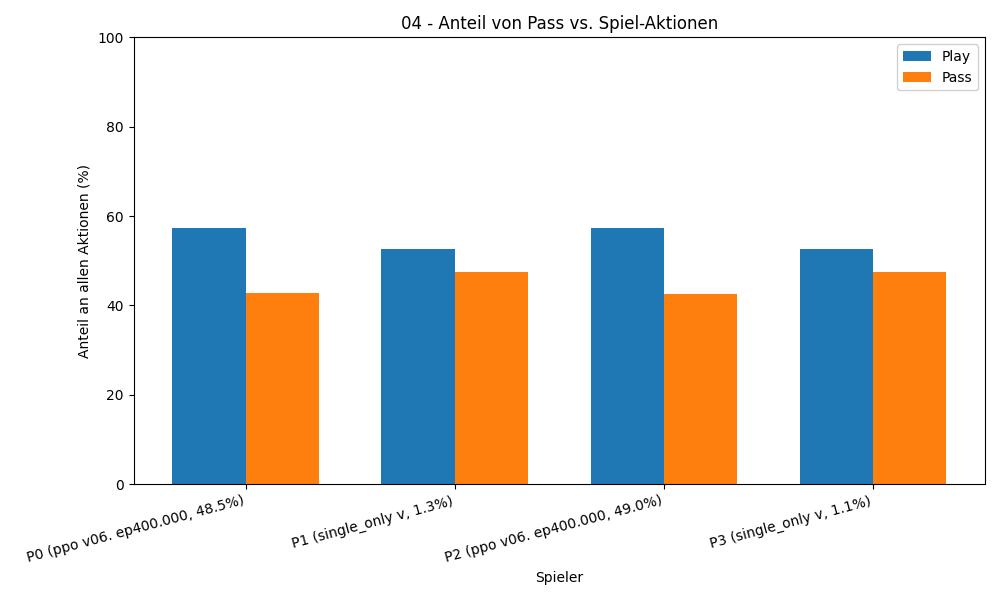 04 - Anteil von Pass vs. Spiel-Aktionen
Play
Pass
Anteil an allen Aktionen (%)
100
80
60
40
20
0
P0 (ppo v06. ep400.000, 48.5%)
P1 (single_only v, 1.3%)
P2 (ppo v06. ep400.000, 49.0%)
P3 (single_only v, 1.1%)
Spieler